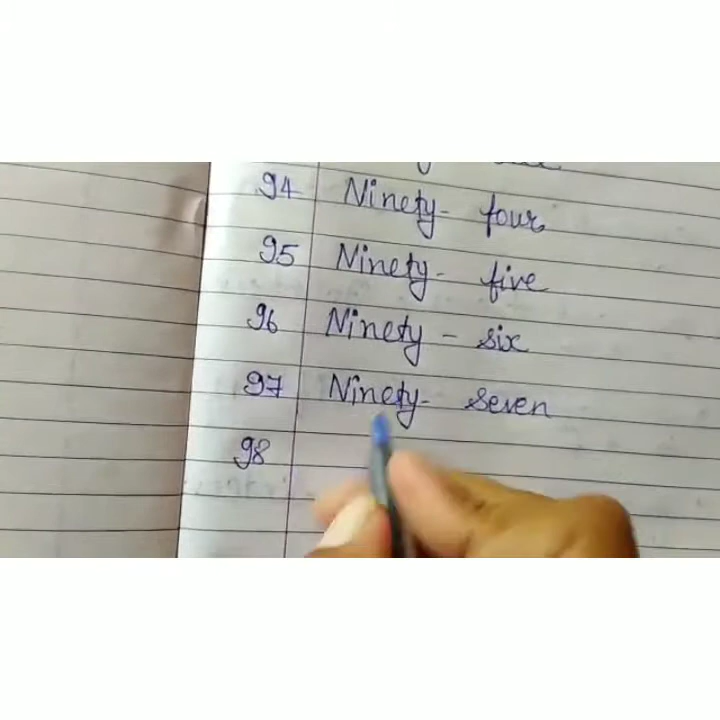 94 Ninety- four
95 Ninety- five
96 Ninety - six
97 Ninety- seven
98